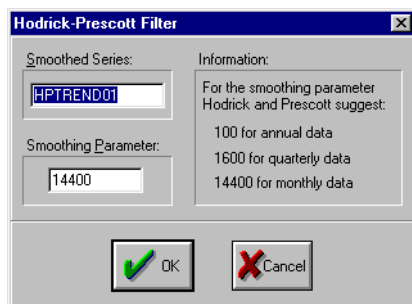 Hodrick-Prescott Filter
Smoothed Series:
HPTREND01
Smoothing Parameter:
14400
Information:
For the smoothing parameter
Hodrick and Prescott suggest:
100 for annual data
1600 for quarterly data
14400 for monthly data
OK
Cancel